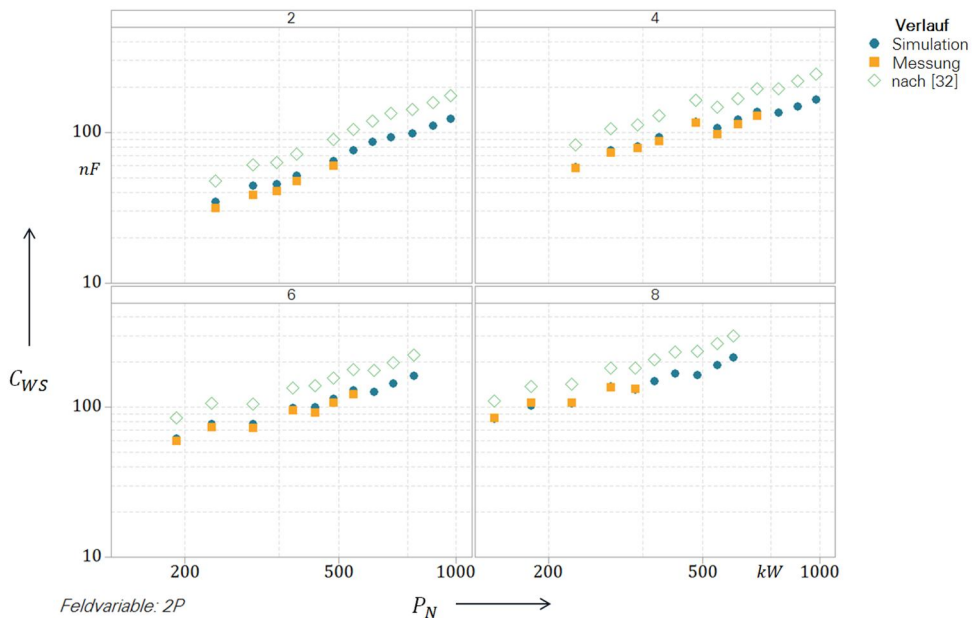 2
4
Verlauf
Simulation
Messung
nach [32]
100
nF
10
6
8
C_WS
100
10
200
500
1000
200
500
kW
1000
Feldvariable: 2P
P_N